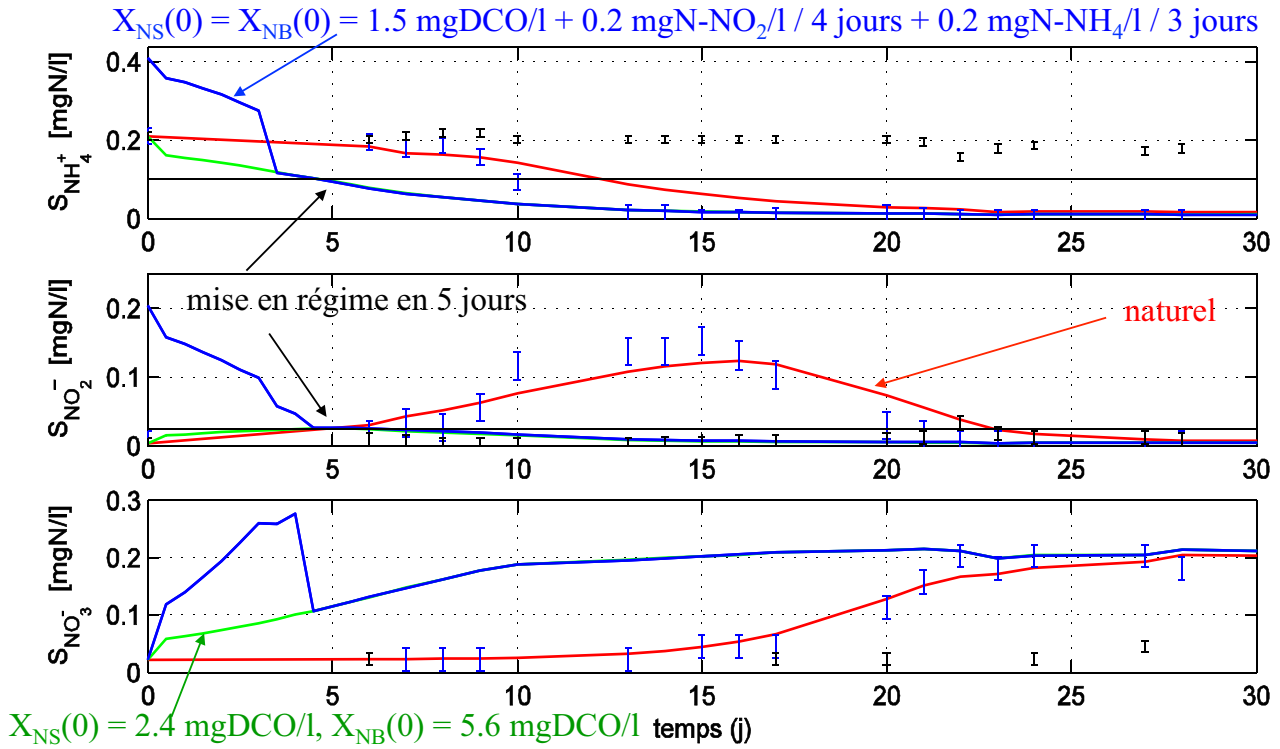 X_NS(0) = X_NB(0) = 1.5 mgDCO/l + 0.2 mgN-NO₂/l / 4 jours + 0.2 mgN-NH₄/l / 3 jours
S_NH₄⁺ [mgN/l]
0.4
0.2
0
0 5 10 15 20 25 30
S_NO₂⁻ [mgN/l]
0.2
0.1
0
mise en régime en 5 jours
naturel
0 5 10 15 20 25 30
S_NO₃⁻ [mgN/l]
0.3
0.2
0.1
0
0 5 10 15 20 25 30
X_NS(0) = 2.4 mgDCO/l, X_NB(0) = 5.6 mgDCO/l temps (j)